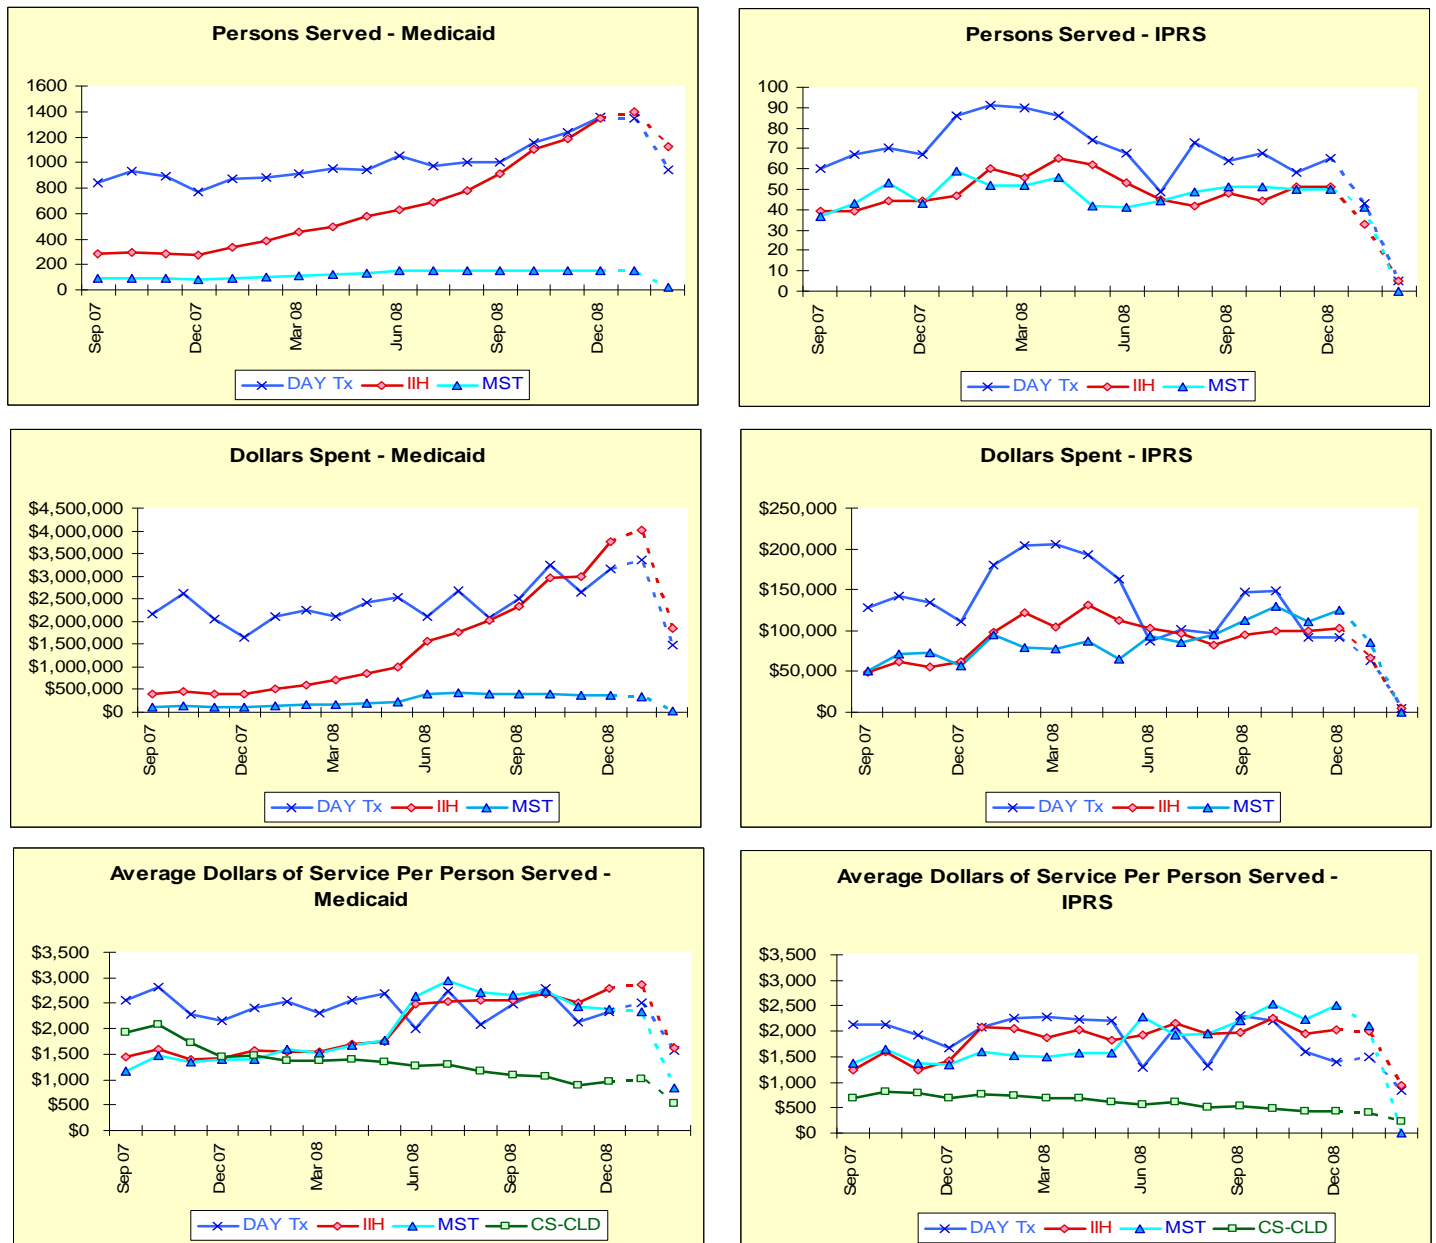 Persons Served - Medicaid
1600
1400
1200
1000
800
600
400
200
0
Sep 07
Dec 07
Mar 08
Jun 08
Sep 08
Dec 08
DAY Tx IIH MST
Persons Served - IPRS
100
90
80
70
60
50
40
30
20
10
0
Sep 07
Dec 07
Mar 08
Jun 08
Sep 08
Dec 08
DAY Tx IIH MST
Dollars Spent - Medicaid
$4,500,000
$4,000,000
$3,500,000
$3,000,000
$2,500,000
$2,000,000
$1,500,000
$1,000,000
$500,000
$0
Sep 07
Dec 07
Mar 08
Jun 08
Sep 08
Dec 08
DAY Tx IIH MST
Dollars Spent - IPRS
$250,000
$200,000
$150,000
$100,000
$50,000
$0
Sep 07
Dec 07
Mar 08
Jun 08
Sep 08
Dec 08
DAY Tx IIH MST
Average Dollars of Service Per Person Served -
Medicaid
$3,500
$3,000
$2,500
$2,000
$1,500
$1,000
$500
$0
Sep 07
Dec 07
Mar 08
Jun 08
Sep 08
Dec 08
DAY Tx IIH MST CS-CLD
Average Dollars of Service Per Person Served -
IPRS
$3,500
$3,000
$2,500
$2,000
$1,500
$1,000
$500
$0
Sep 07
Dec 07
Mar 08
Jun 08
Sep 08
Dec 08
DAY Tx IIH MST CS-CLD